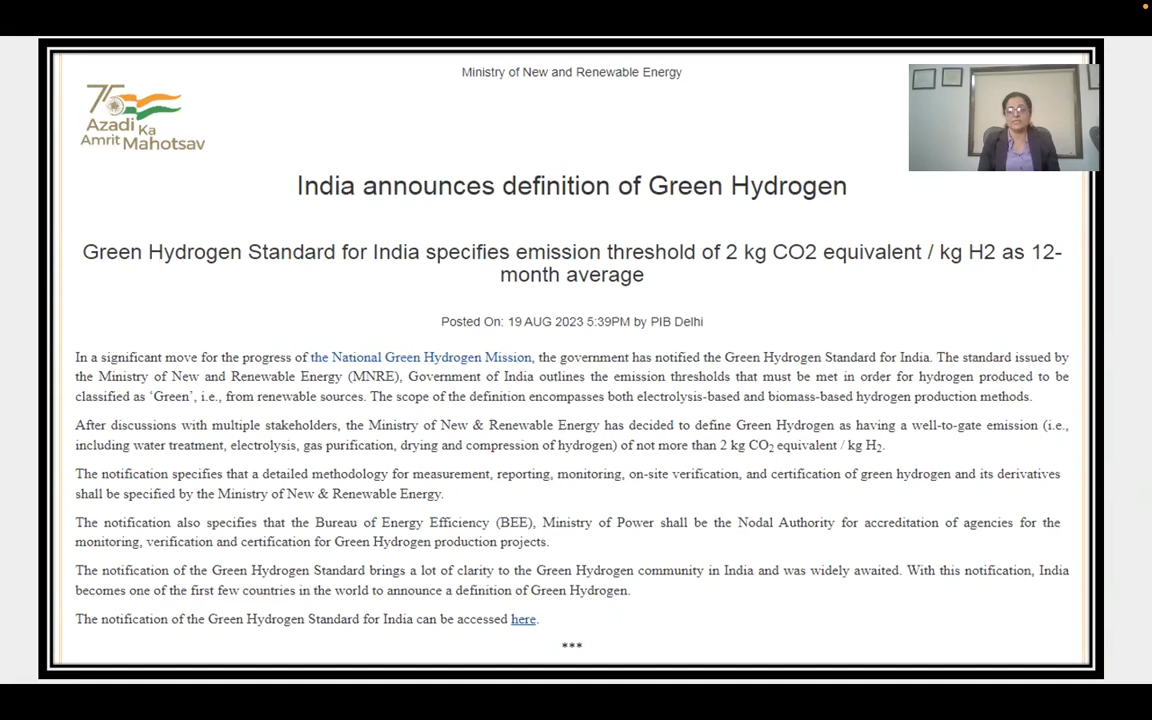 Ministry of New and Renewable Energy
75
Azadi Ka
Amrit Mahotsav
India announces definition of Green Hydrogen
Green Hydrogen Standard for India specifies emission threshold of 2 kg CO2 equivalent / kg H2 as 12-
month average
Posted On: 19 AUG 2023 5:39PM by PIB Delhi
In a significant move for the progress of the National Green Hydrogen Mission, the government has notified the Green Hydrogen Standard for India. The standard issued by
the Ministry of New and Renewable Energy (MNRE), Government of India outlines the emission thresholds that must be met in order for hydrogen produced to be
classified as ‘Green’, i.e., from renewable sources. The scope of the definition encompasses both electrolysis-based and biomass-based hydrogen production methods.
After discussions with multiple stakeholders, the Ministry of New & Renewable Energy has decided to define Green Hydrogen as having a well-to-gate emission (i.e.,
including water treatment, electrolysis, gas purification, drying and compression of hydrogen) of not more than 2 kg CO₂ equivalent / kg H₂.
The notification specifies that a detailed methodology for measurement, reporting, monitoring, on-site verification, and certification of green hydrogen and its derivatives
shall be specified by the Ministry of New & Renewable Energy.
The notification also specifies that the Bureau of Energy Efficiency (BEE), Ministry of Power shall be the Nodal Authority for accreditation of agencies for the
monitoring, verification and certification for Green Hydrogen production projects.
The notification of the Green Hydrogen Standard brings a lot of clarity to the Green Hydrogen community in India and was widely awaited. With this notification, India
becomes one of the first few countries in the world to announce a definition of Green Hydrogen.
The notification of the Green Hydrogen Standard for India can be accessed here.
***